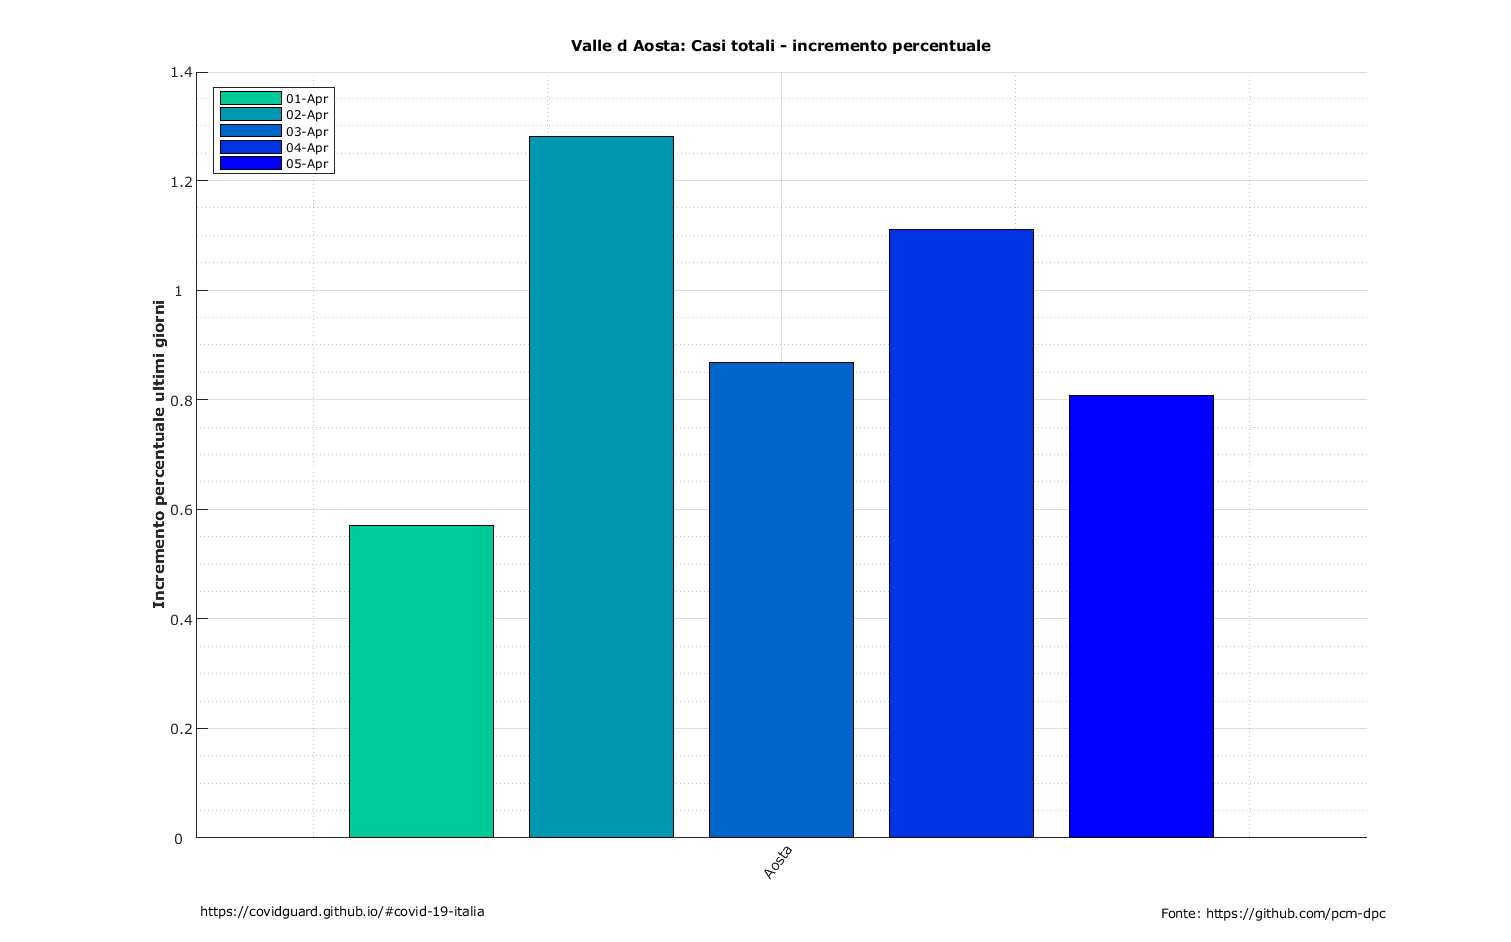 Valle d Aosta: Casi totali - incremento percentuale
1.4
1.2
1
0.8
0.6
0.4
0.2
0
Incremento percentuale ultimi giorni
01-Apr
02-Apr
03-Apr
04-Apr
05-Apr
Aosta
https://covidguard.github.io/#covid-19-italia
Fonte: https://github.com/pcm-dpc